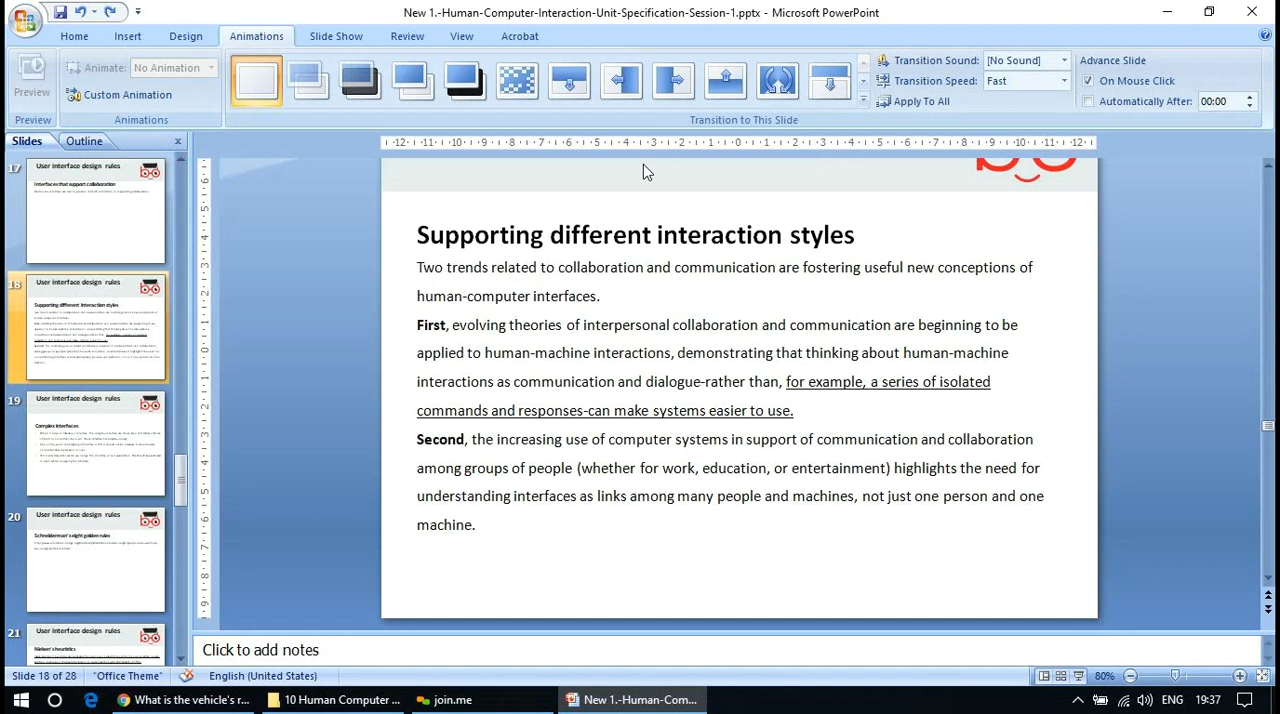 New 1.-Human-Computer-Interaction-Unit-Specification-Session-1.pptx - Microsoft PowerPoint
Home Insert Design Animations Slide Show Review View Acrobat
Preview
Preview
Animate: No Animation
Custom Animation
Animations
Transition Sound: [No Sound]
Transition Speed: Fast
Apply To All
Transition to This Slide
Advance Slide
On Mouse Click
Automatically After: 00:00
Slides Outline
17
User interface design rules
Interfaces that support collaboration
18
User interface design rules
Supporting different interaction styles
19
User interface design rules
Complex interfaces
20
User interface design rules
Schneiderman's eight golden rules
21
User interface design rules
Nielsen's heuristics
Supporting different interaction styles
Two trends related to collaboration and communication are fostering useful new conceptions of
human-computer interfaces.
First, evolving theories of interpersonal collaboration and communication are beginning to be
applied to human-machine interactions, demonstrating that thinking about human-machine
interactions as communication and dialogue-rather than, for example, a series of isolated
commands and responses-can make systems easier to use.
Second, the increasing use of computer systems to enhance communication and collaboration
among groups of people (whether for work, education, or entertainment) highlights the need for
understanding interfaces as links among many people and machines, not just one person and one
machine.
Click to add notes
Slide 18 of 28 "Office Theme" English (United States) 80%
What is the vehicle's r... 10 Human Computer ... join.me New 1.-Human-Com... ENG 19:37